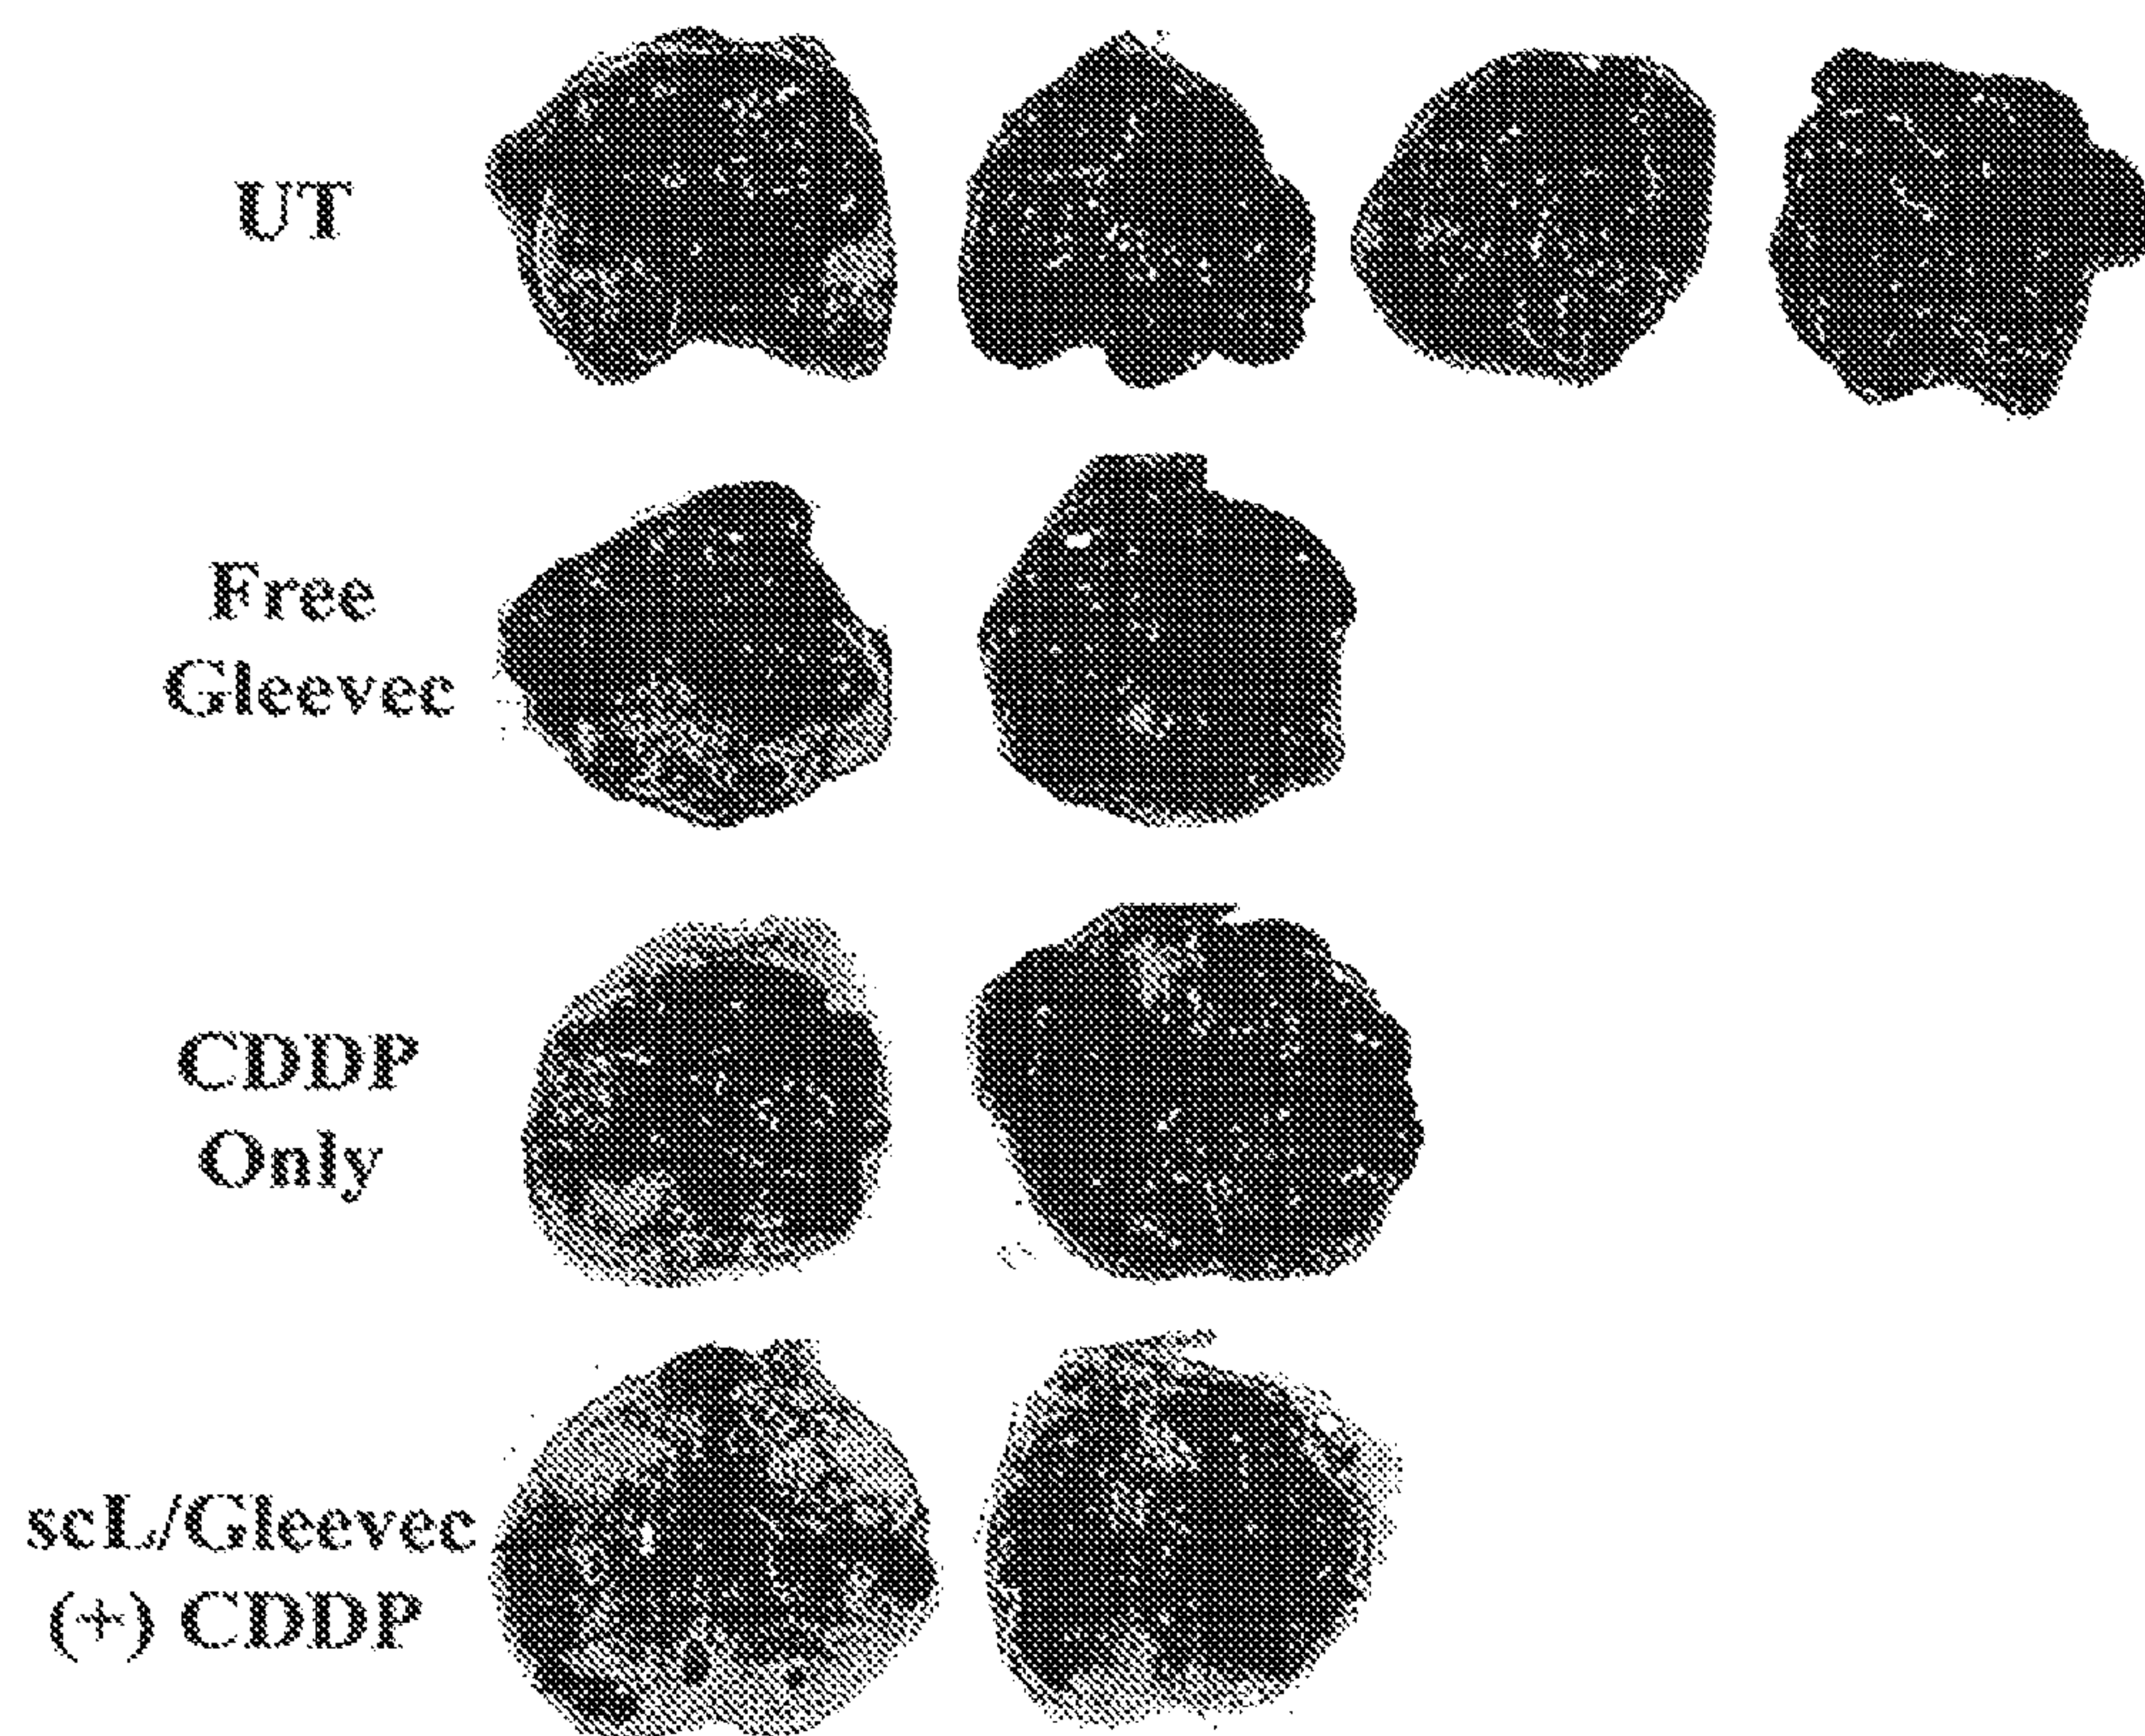 UT
Free
Gleevec
CDDP
Only
scL/Gleevec
(+) CDDP